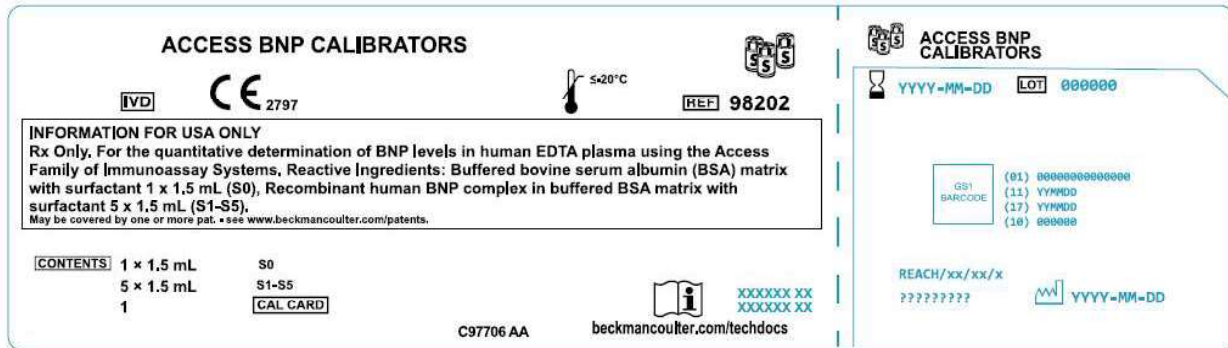 ACCESS BNP CALIBRATORS
IVD
CE 2797
≤-20°C
REF 98202
INFORMATION FOR USA ONLY
Rx Only. For the quantitative determination of BNP levels in human EDTA plasma using the Access
Family of Immunoassay Systems. Reactive Ingredients: Buffered bovine serum albumin (BSA) matrix
with surfactant 1 x 1.5 mL (S0), Recombinant human BNP complex in buffered BSA matrix with
surfactant 5 x 1.5 mL (S1-S5).
May be covered by one or more pat. - see www.beckmancoulter.com/patents.
CONTENTS 1 × 1.5 mL S0
5 × 1.5 mL S1-S5
1 CAL CARD
C97706 AA
XXXXXX XX
XXXXXX XX
beckmancoulter.com/techdocs
ACCESS BNP
CALIBRATORS
YYYY-MM-DD LOT 000000
GS1
BARCODE
(01) 00000000000000
(11) YYMMDD
(17) YYMMDD
(10) 000000
REACH/xx/xx/x
?????????
YYYY-MM-DD